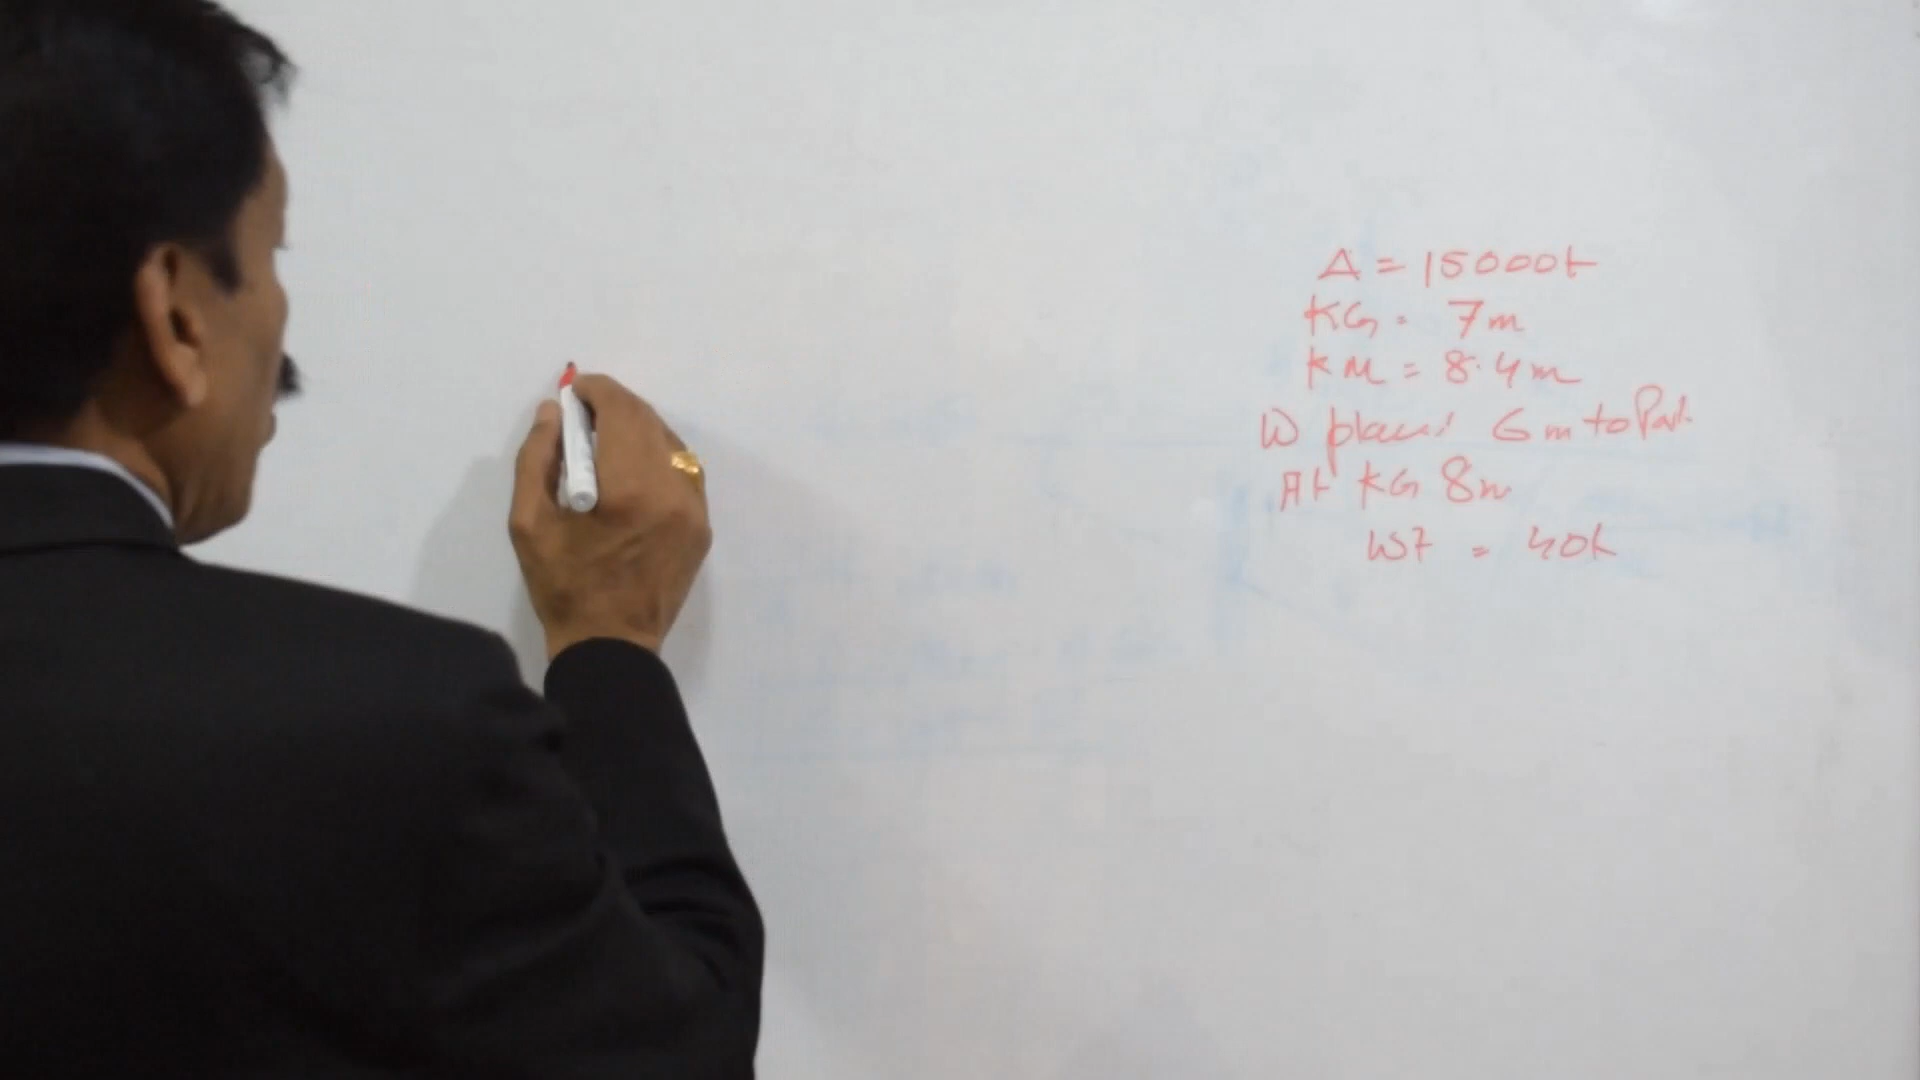 Δ = 15000t
KG = 7m
KM = 8.4m
W placed 6m to Port
At KG 8m
Wt = 40t